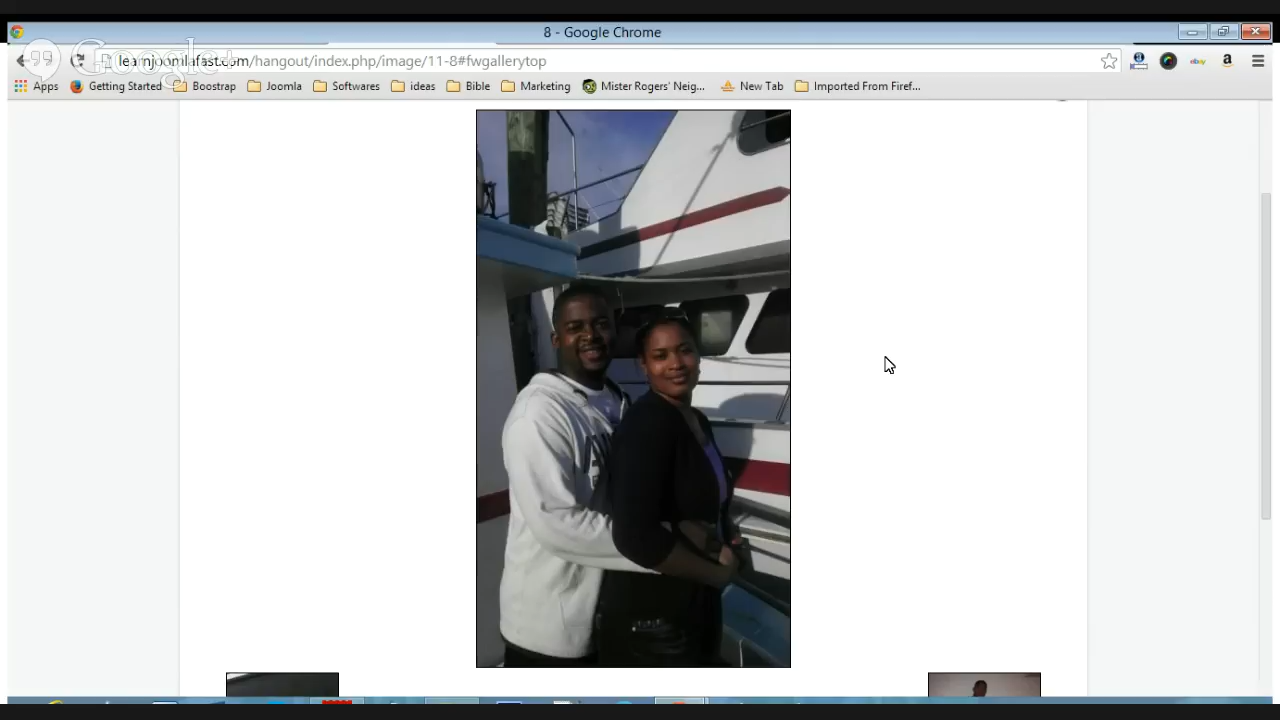 8 - Google Chrome
Google+
learnjoomlafast.com/hangout/index.php/image/11-8#fwgallerytop
Apps Getting Started Boostrap Joomla Softwares ideas Bible Marketing Mister Rogers' Neig... New Tab Imported From Firef...